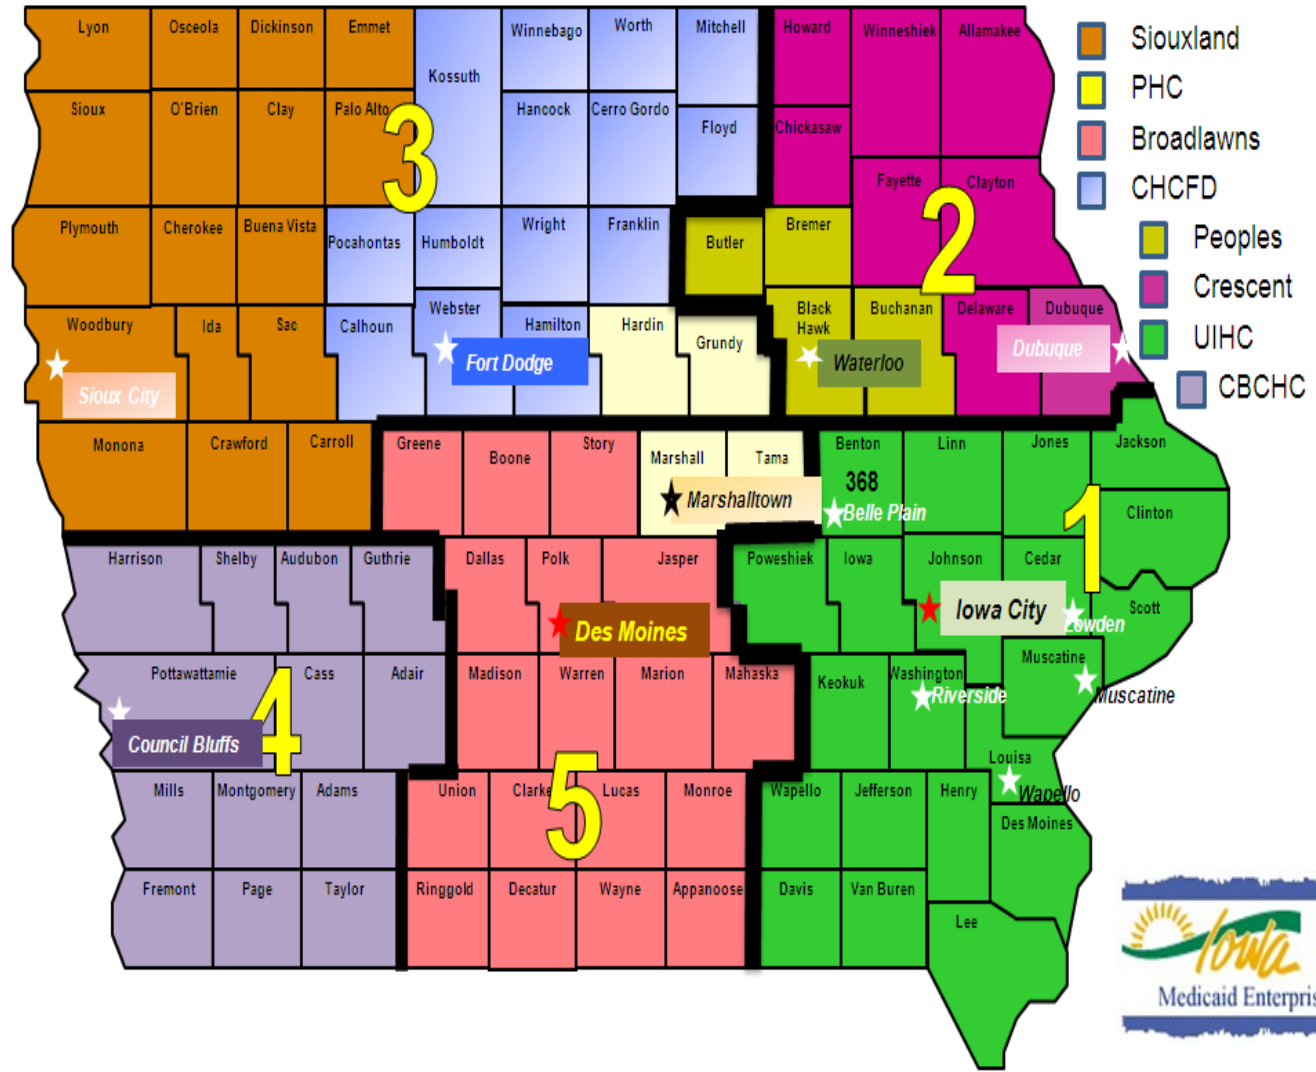 Lyon Osceola Dickinson Emmet Winnebago Worth Mitchell Howard Winneshiek Allamakee Siouxland
Kossuth PHC
Sioux O'Brien Clay Palo Alto Hancock Cerro Gordo Floyd Chickasaw Broadlawns
3
Fayette Clayton CHCFD
2
Plymouth Cherokee Buena Vista Pocahontas Humboldt Wright Franklin Butler Bremer Peoples
Woodbury Ida Sac Calhoun Webster Hamilton Hardin Grundy Black Hawk Buchanan Delaware Dubuque Crescent
Sioux City Fort Dodge Waterloo Dubuque UIHC
CBCHC
Monona Crawford Carroll Greene Boone Story Marshall Tama Benton Linn Jones Jackson
368
Marshalltown Belle Plain Clinton
1
Harrison Shelby Audubon Guthrie Dallas Polk Jasper Poweshiek Iowa Johnson Cedar
Des Moines Iowa City Lowden Scott
Pottawattamie Cass Adair Madison Warren Marion Mahaska Keokuk Washington Muscatine
Riverside Muscatine
4
Council Bluffs
Louisa
Mills Montgomery Adams Union Clarke Lucas Monroe Wapello Jefferson Henry Wapello
5
Des Moines
Fremont Page Taylor Ringgold Decatur Wayne Appanoose Davis Van Buren
Lee
Iowa
Medicaid Enterpris